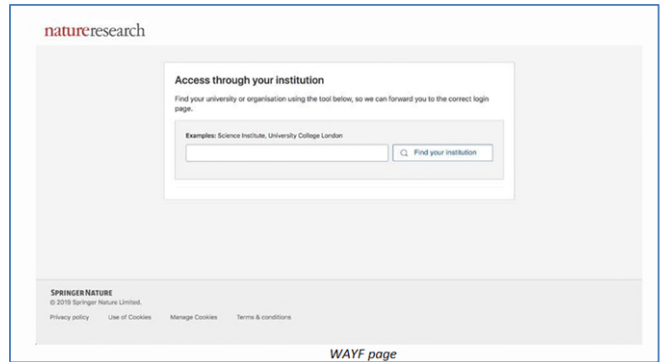 natureresearch
Access through your institution
Find your university or organisation using the tool below, so we can forward you to the correct login
page.
Examples: Science Institute, University College London
Find your institution
SPRINGER NATURE
© 2019 Springer Nature Limited.
Privacy policy Use of Cookies Manage Cookies Terms & conditions
WAYF page